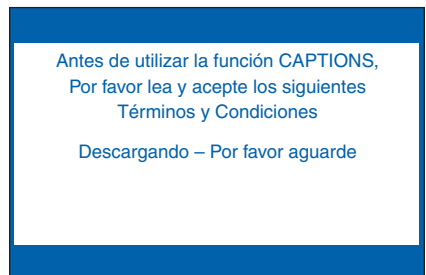 Antes de utilizar la función CAPTIONS,
Por favor lea y acepte los siguientes
Términos y Condiciones
Descargando – Por favor aguarde